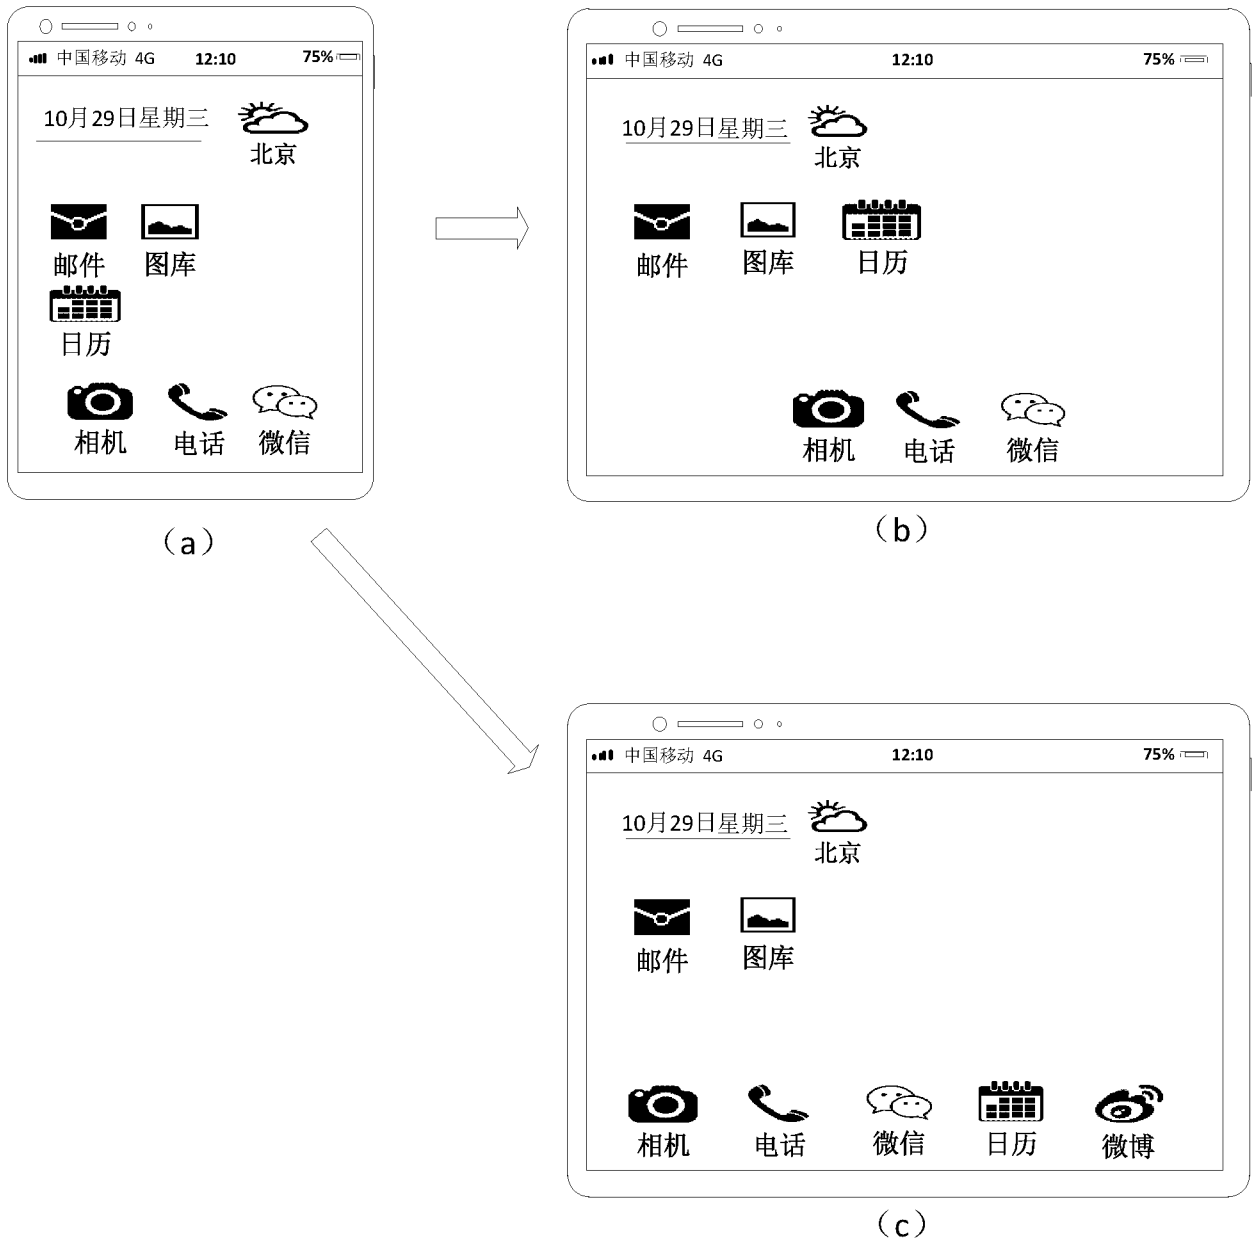 中国移动 4G 12:10 75%
10月29日星期三
北京
邮件 图库
日历
相机 电话 微信
(a)
中国移动 4G 12:10 75%
10月29日星期三
北京
邮件 图库 日历
相机 电话 微信
(b)
中国移动 4G 12:10 75%
10月29日星期三
北京
邮件 图库
相机 电话 微信 日历 微博
(c)